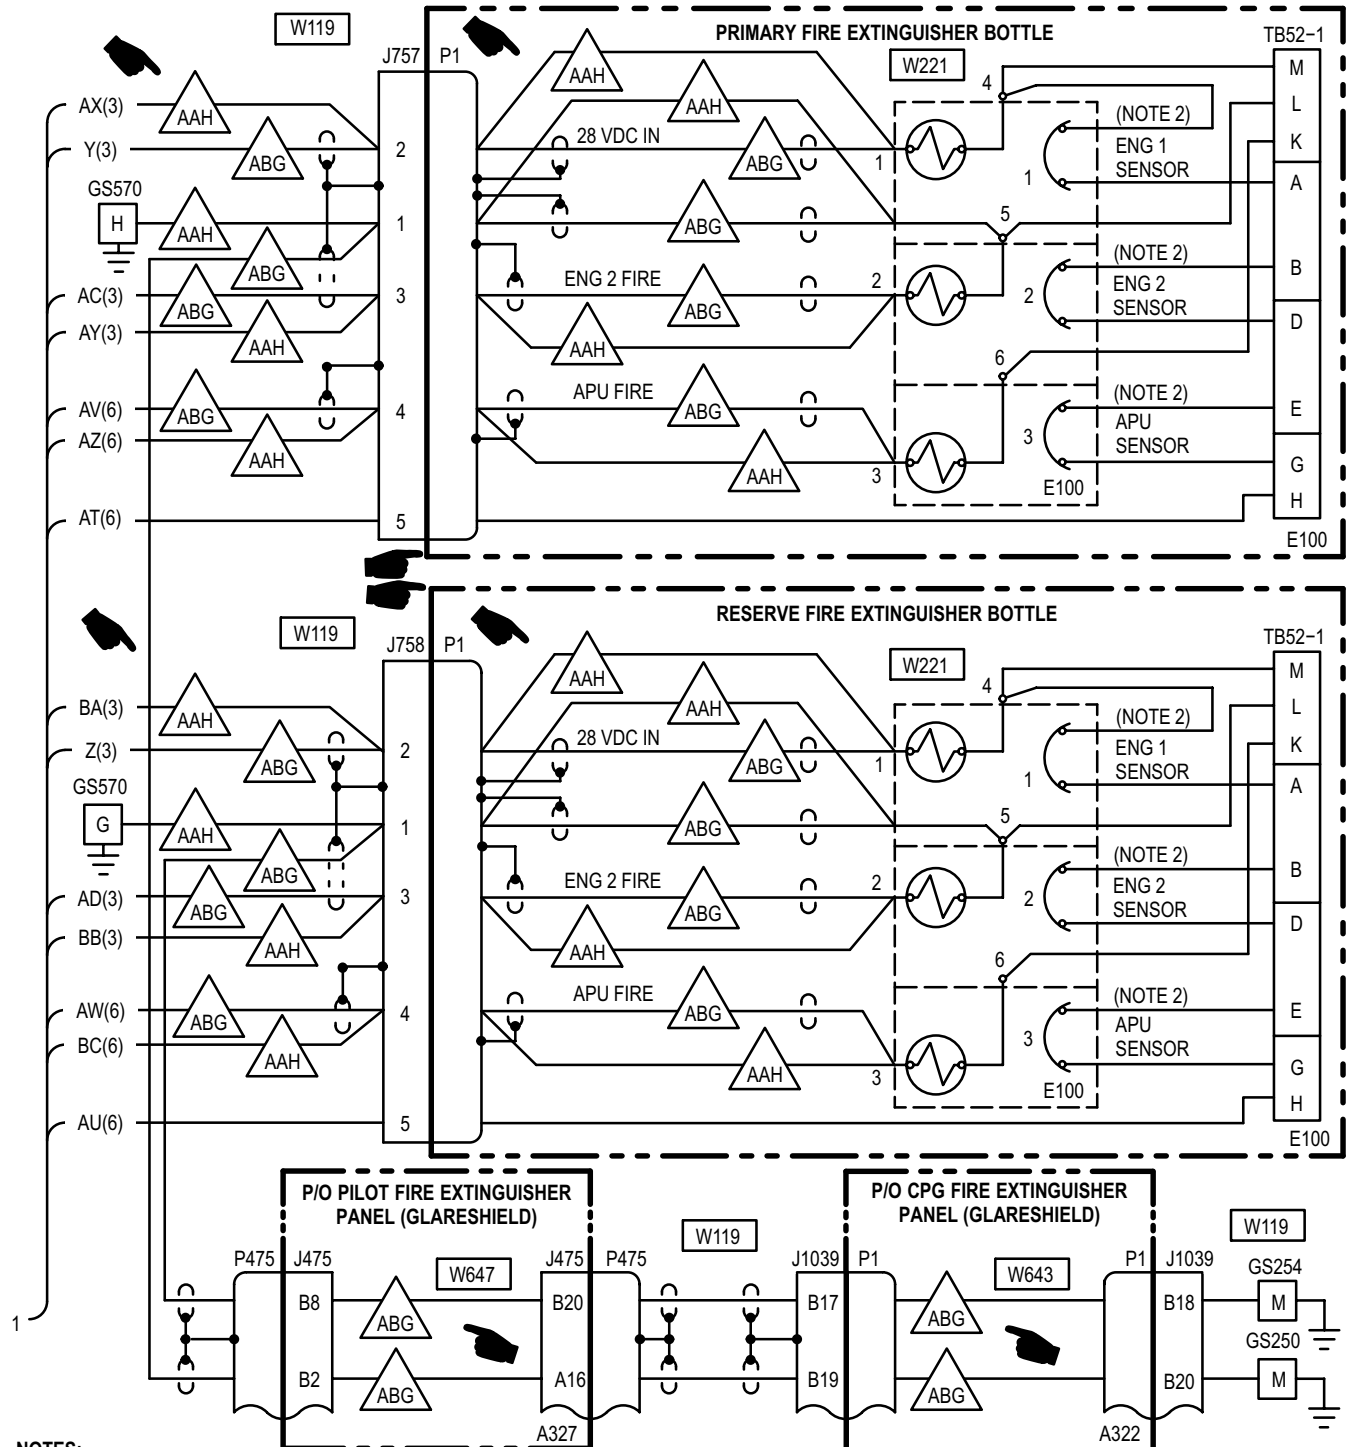 W119
PRIMARY FIRE EXTINGUISHER BOTTLE
TB52−1
J757 P1
W221
4
M
AAH
AX(3)
AAH
AAH
L
(NOTE 2)
28 VDC IN
K
Y(3)
ABG
2
ABG
1
ENG 1
SENSOR
1
A
GS570
H
AAH
1
ABG
5
ABG
(NOTE 2)
B
AC(3)
ABG
3
ENG 2 FIRE
ABG
2
2
ENG 2
SENSOR
D
AY(3)
AAH
AAH
6
AV(6)
ABG
4
APU FIRE
ABG
(NOTE 2)
E
APU
SENSOR
AZ(6)
AAH
AAH
3
3
G
E100
H
AT(6)
5
E100
RESERVE FIRE EXTINGUISHER BOTTLE
W119
TB52−1
J758 P1
W221
4
M
AAH
BA(3)
AAH
AAH
L
(NOTE 2)
28 VDC IN
K
Z(3)
ABG
2
ABG
1
ENG 1
SENSOR
1
A
GS570
G
AAH
1
ABG
5
ABG
(NOTE 2)
B
AD(3)
ABG
3
ENG 2 FIRE
ABG
2
2
ENG 2
SENSOR
D
BB(3)
AAH
AAH
6
AW(6)
ABG
4
APU FIRE
ABG
(NOTE 2)
E
APU
SENSOR
BC(6)
AAH
AAH
3
3
G
E100
H
AU(6)
5
E100
P/O PILOT FIRE EXTINGUISHER
PANEL (GLARESHIELD)
P/O CPG FIRE EXTINGUISHER
PANEL (GLARESHIELD)
W119
W119
P475 J475
W647
J475 P475
J1039 P1
W643
P1 J1039
GS254
B8
ABG
B20
B17
ABG
B18
M
1
GS250
B2
ABG
A16
B19
ABG
B20
M
A327
A322
NOTES: